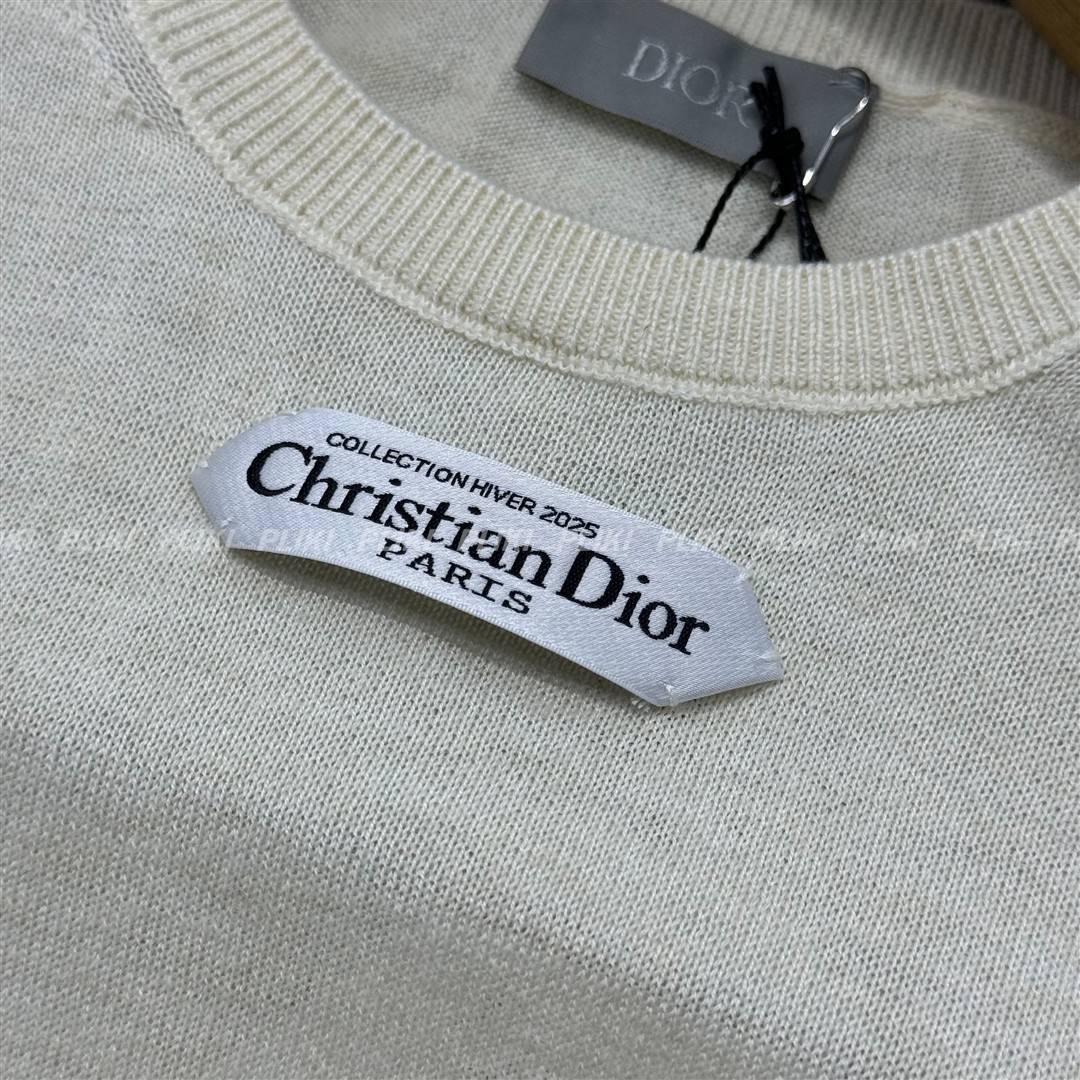 DIOR
COLLECTION HIVER 2025
Christian Dior
PARIS